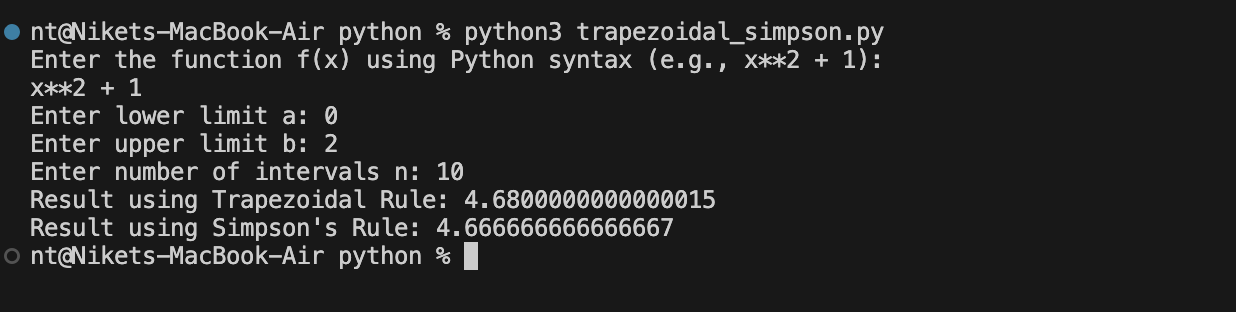 nt@Nikets-MacBook-Air python % python3 trapezoidal_simpson.py
Enter the function f(x) using Python syntax (e.g., x**2 + 1):
x**2 + 1
Enter lower limit a: 0
Enter upper limit b: 2
Enter number of intervals n: 10
Result using Trapezoidal Rule: 4.6800000000000015
Result using Simpson's Rule: 4.666666666666667
nt@Nikets-MacBook-Air python %